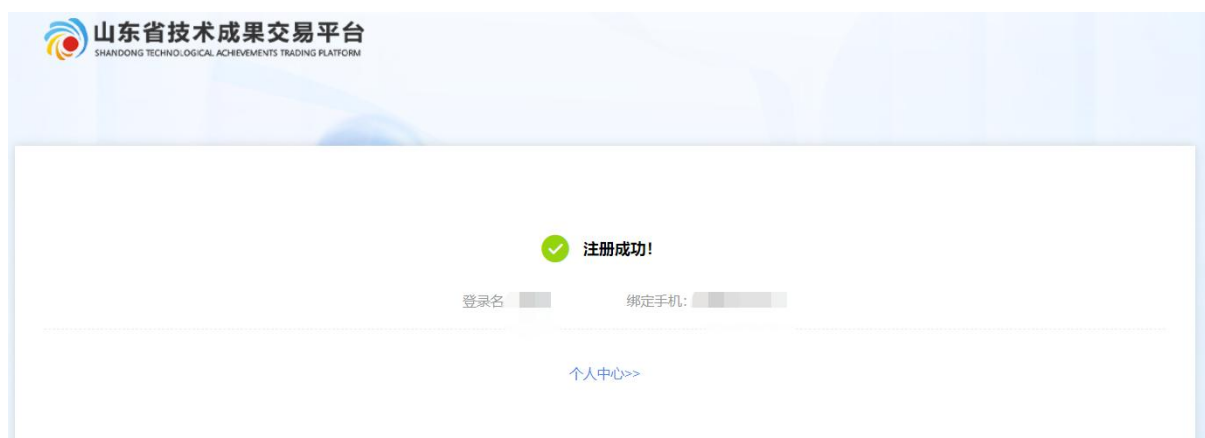 山东省技术成果交易平台
SHANDONG TECHNOLOGICAL ACHIEVEMENTS TRADING PLATFORM
注册成功！
登录名 绑定手机：
个人中心>>